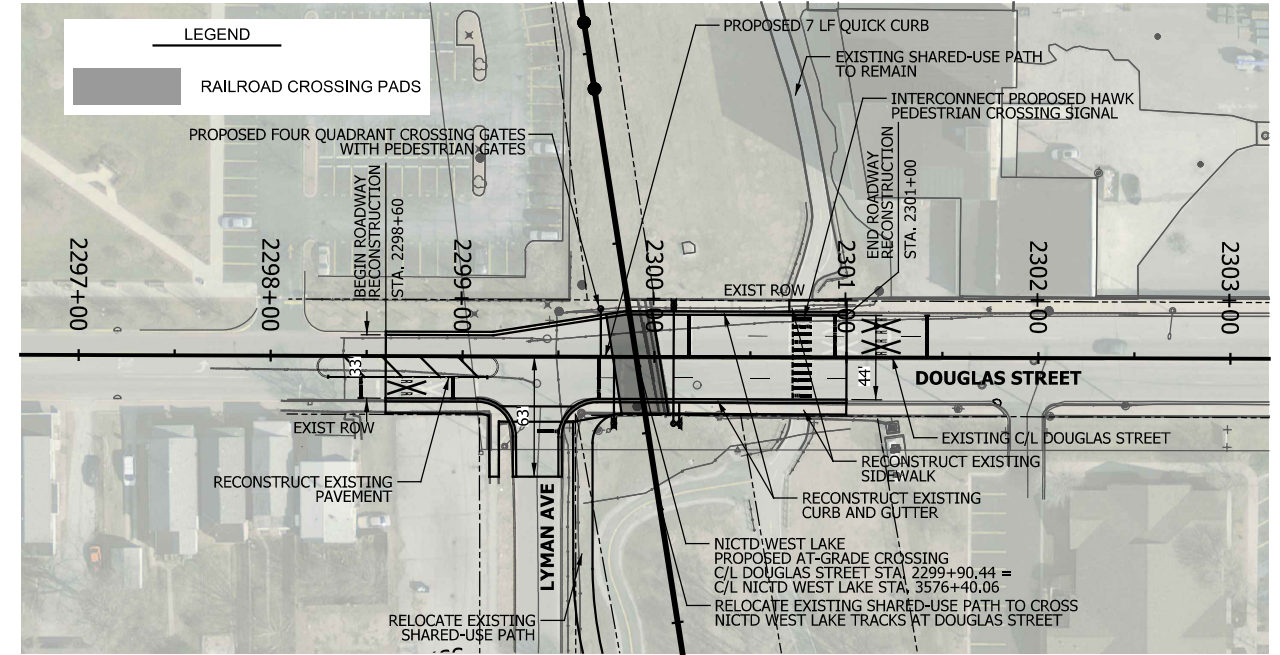 LEGEND
RAILROAD CROSSING PADS
PROPOSED 7 LF QUICK CURB
EXISTING SHARED-USE PATH
TO REMAIN
INTERCONNECT PROPOSED HAWK
PEDESTRIAN CROSSING SIGNAL
PROPOSED FOUR QUADRANT CROSSING GATES
WITH PEDESTRIAN GATES
BEGIN ROADWAY
RECONSTRUCTION
STA. 2298+60
END ROADWAY
RECONSTRUCTION
STA. 2301+00
2297+00
2298+00
2299+00
2300+00
2301+00
2302+00
2303+00
EXIST ROW
33'
63'
44'
DOUGLAS STREET
EXIST ROW
EXISTING C/L DOUGLAS STREET
RECONSTRUCT EXISTING
SIDEWALK
RECONSTRUCT EXISTING
PAVEMENT
RECONSTRUCT EXISTING
CURB AND GUTTER
LYMAN AVE
NICTD WEST LAKE
PROPOSED AT-GRADE CROSSING
C/L DOUGLAS STREET STA. 2299+90.44 =
C/L NICTD WEST LAKE STA. 3576+40.06
RELOCATE EXISTING SHARED-USE PATH TO CROSS
NICTD WEST LAKE TRACKS AT DOUGLAS STREET
RELOCATE EXISTING
SHARED-USE PATH